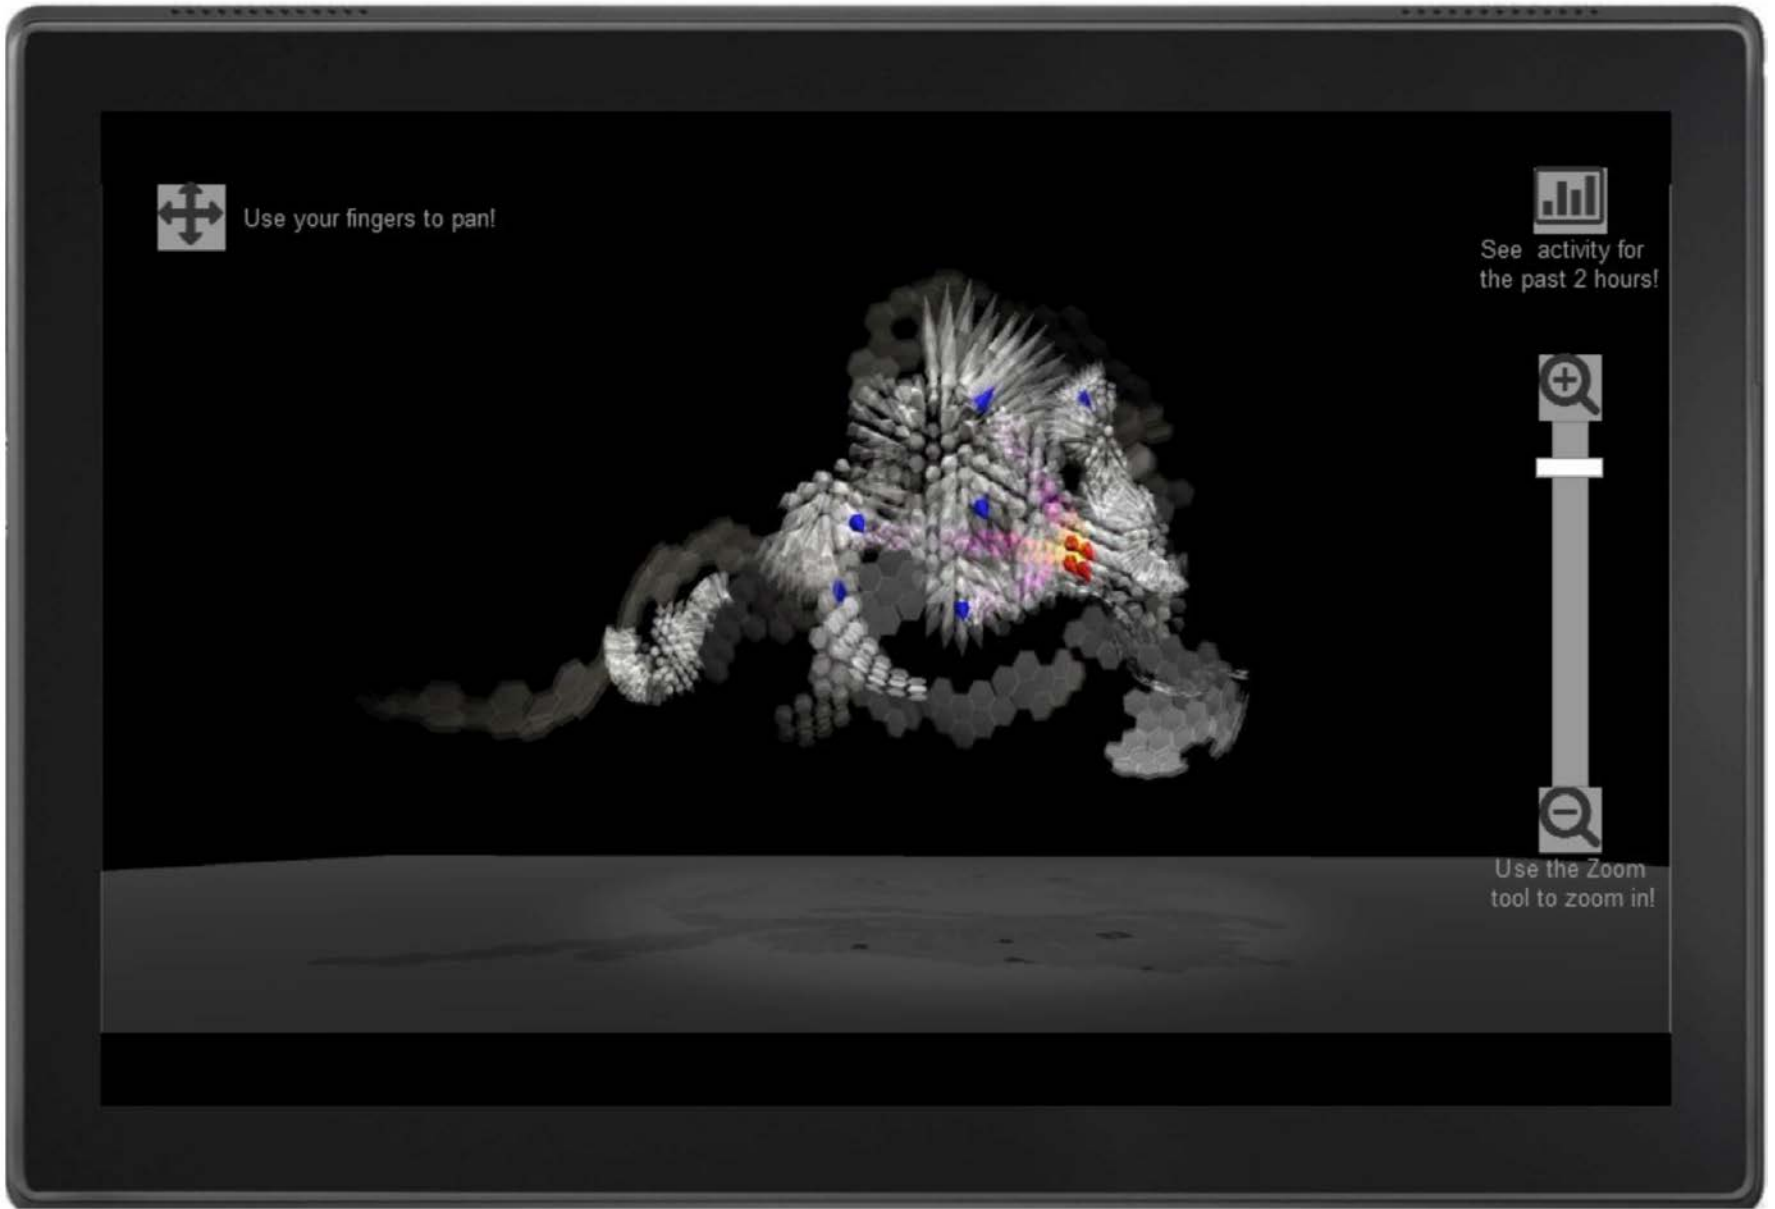 Use your fingers to pan!
See activity for
the past 2 hours!
Use the Zoom
tool to zoom in!